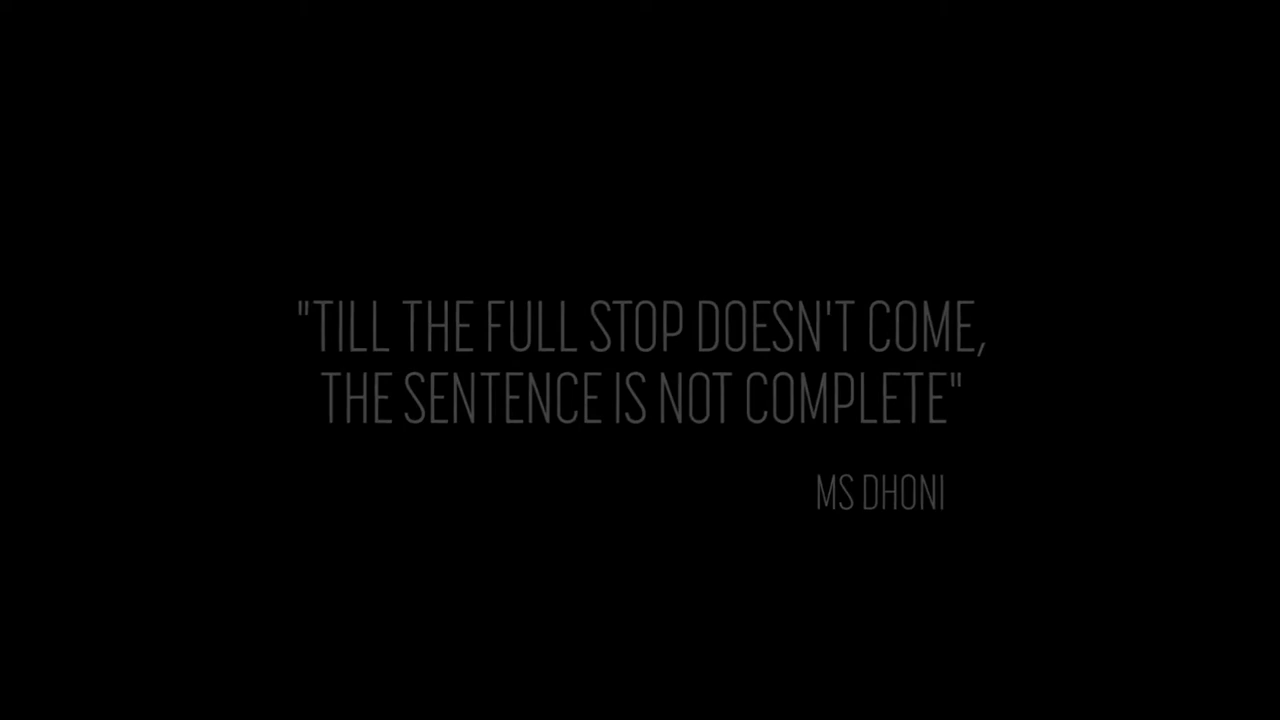 "TILL THE FULL STOP DOESN'T COME,
THE SENTENCE IS NOT COMPLETE"
MS DHONI